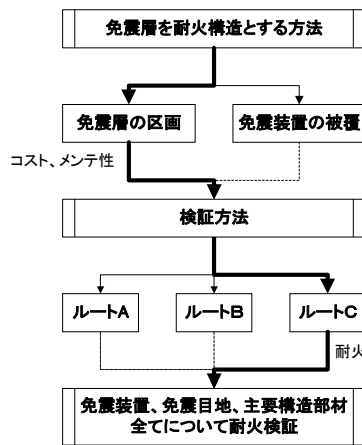 免震層を耐火構造とする方法
免震層の区画
免震装置の被覆
コスト、メンテ性
検証方法
ルートA
ルートB
ルートC
耐火
免震装置、免震目地、主要構造部材
全てについて耐火検証